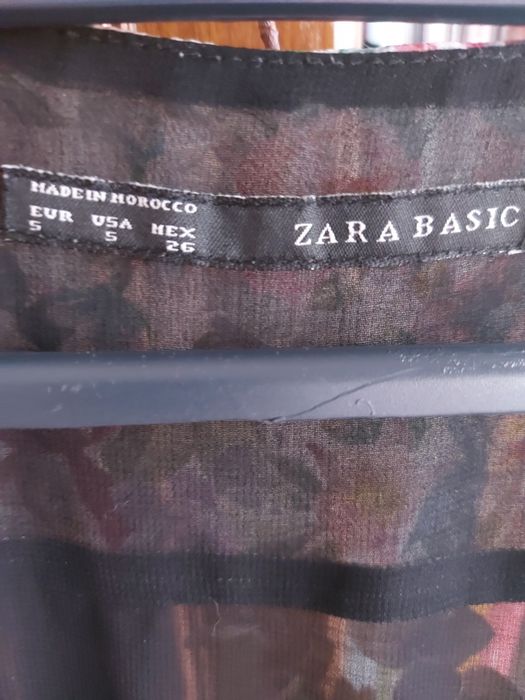 MADE IN MOROCCO
EUR USA MEX
S S 26
ZARA BASIC